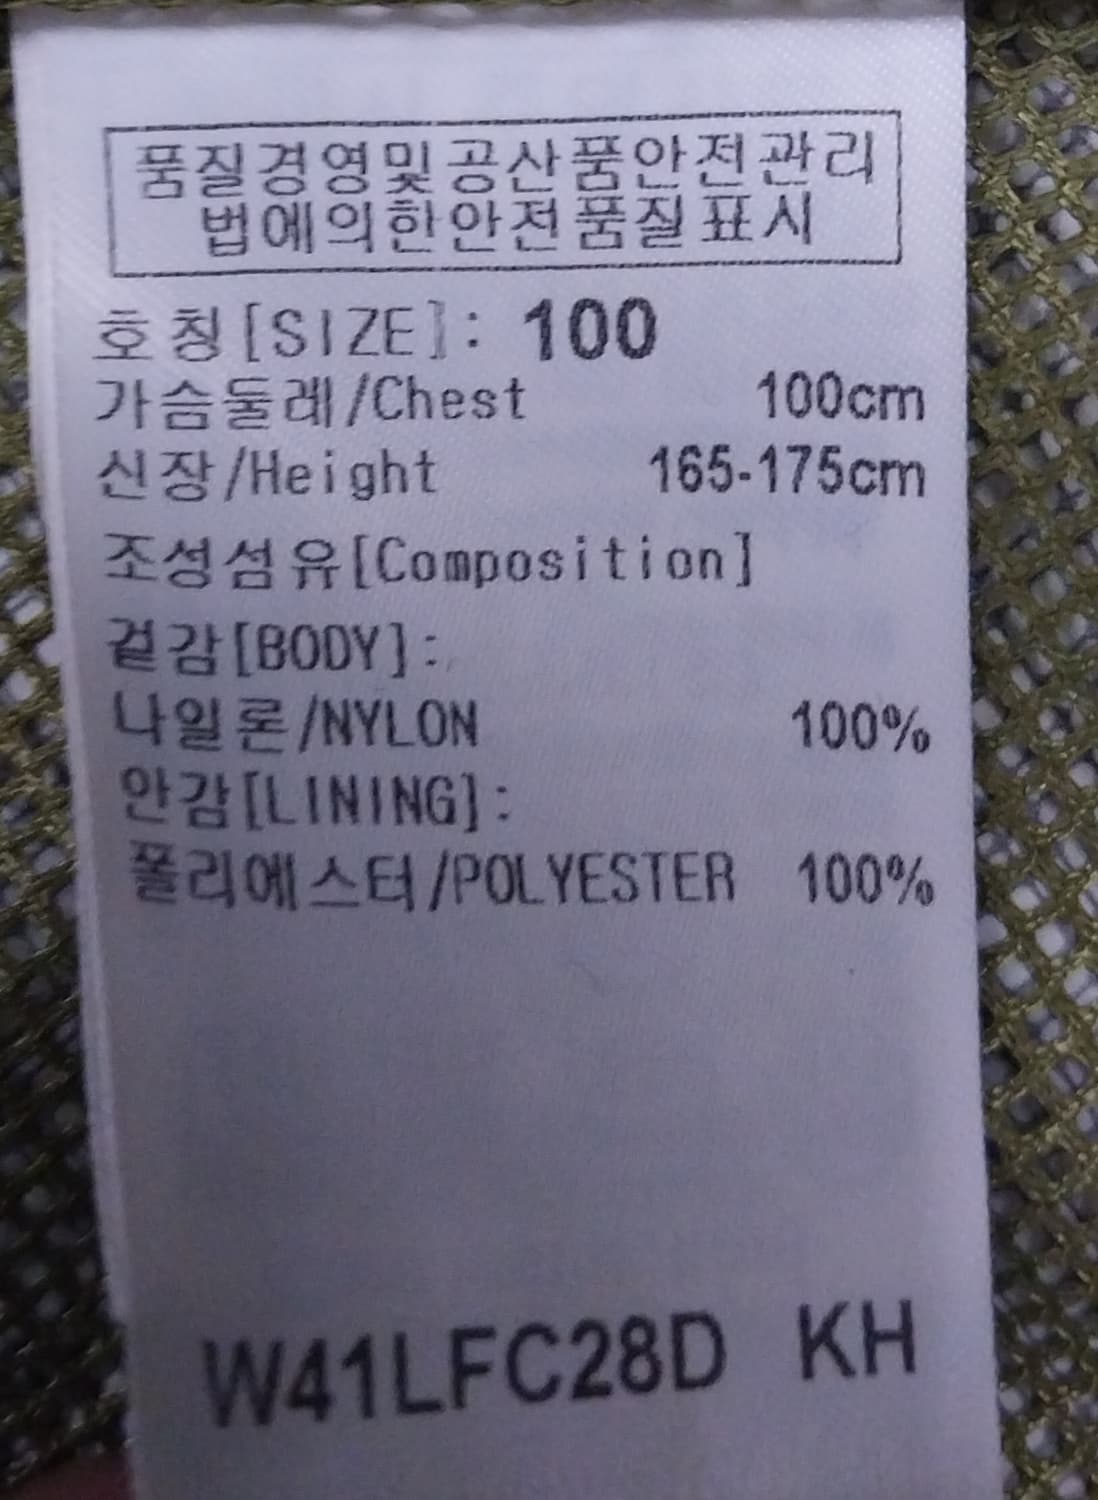 품질경영및공산품안전관리
법에의한안전품질표시
호칭[SIZE]: 100
가슴둘레/Chest 100cm
신장/Height 165-175cm
조성섬유[Composition]
겉감[BODY]:
나일론/NYLON 100%
안감[LINING]:
폴리에스터/POLYESTER 100%
W41LFC28D KH